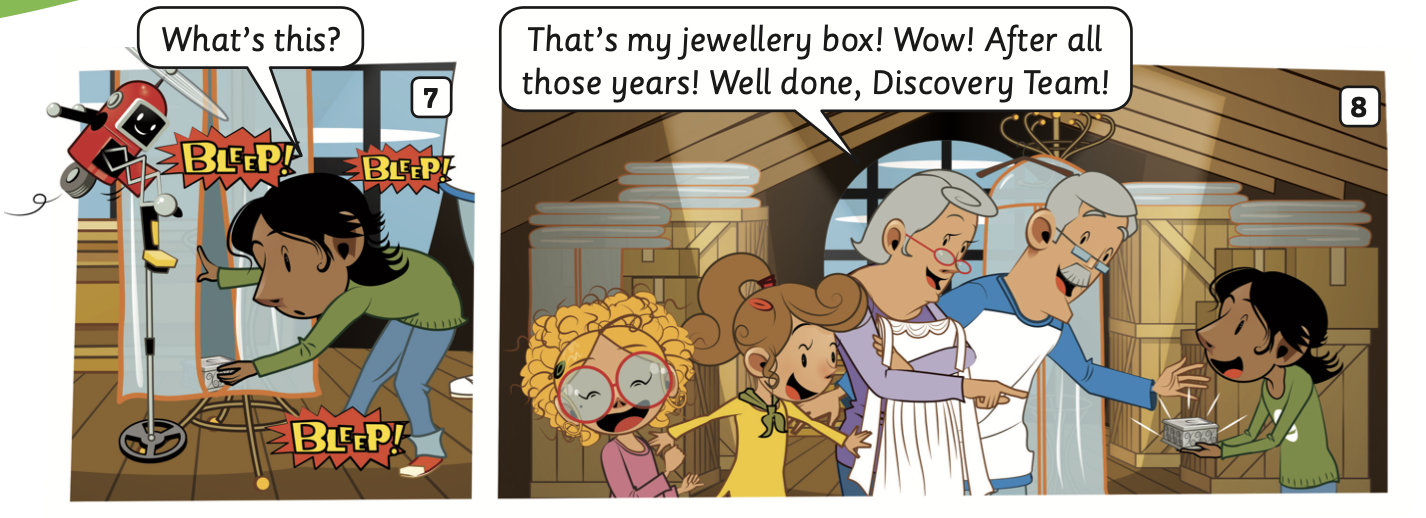 What's this?
7
BLEEP!
BLEEP!
BLEEP!
That's my jewellery box! Wow! After all
those years! Well done, Discovery Team!
8